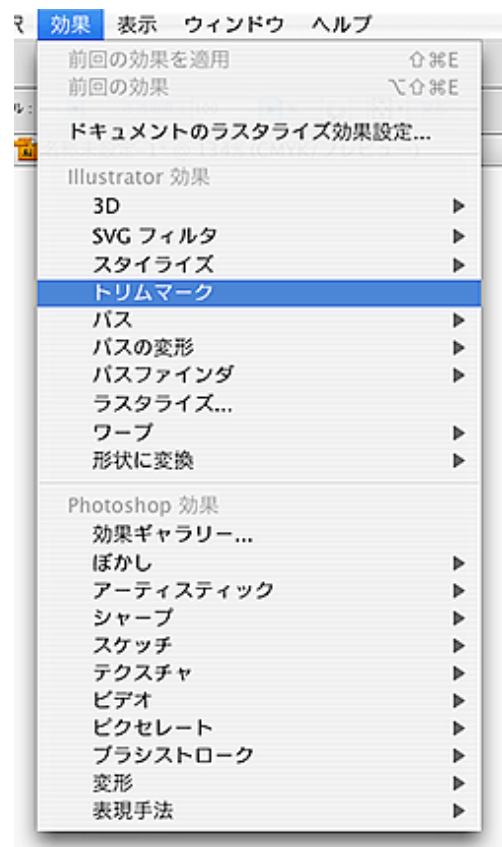 効果 表示 ウィンドウ ヘルプ
前回の効果を適用 ⇧⌘E
前回の効果 ⌥⇧⌘E
ドキュメントのラスタライズ効果設定...
Illustrator 効果
3D
SVG フィルタ
スタイライズ
トリムマーク
パス
パスの変形
パスファインダ
ラスタライズ...
ワープ
形状に変換
Photoshop 効果
効果ギャラリー...
ぼかし
アーティスティック
シャープ
スケッチ
テクスチャ
ビデオ
ピクセレート
ブラシストローク
変形
表現手法